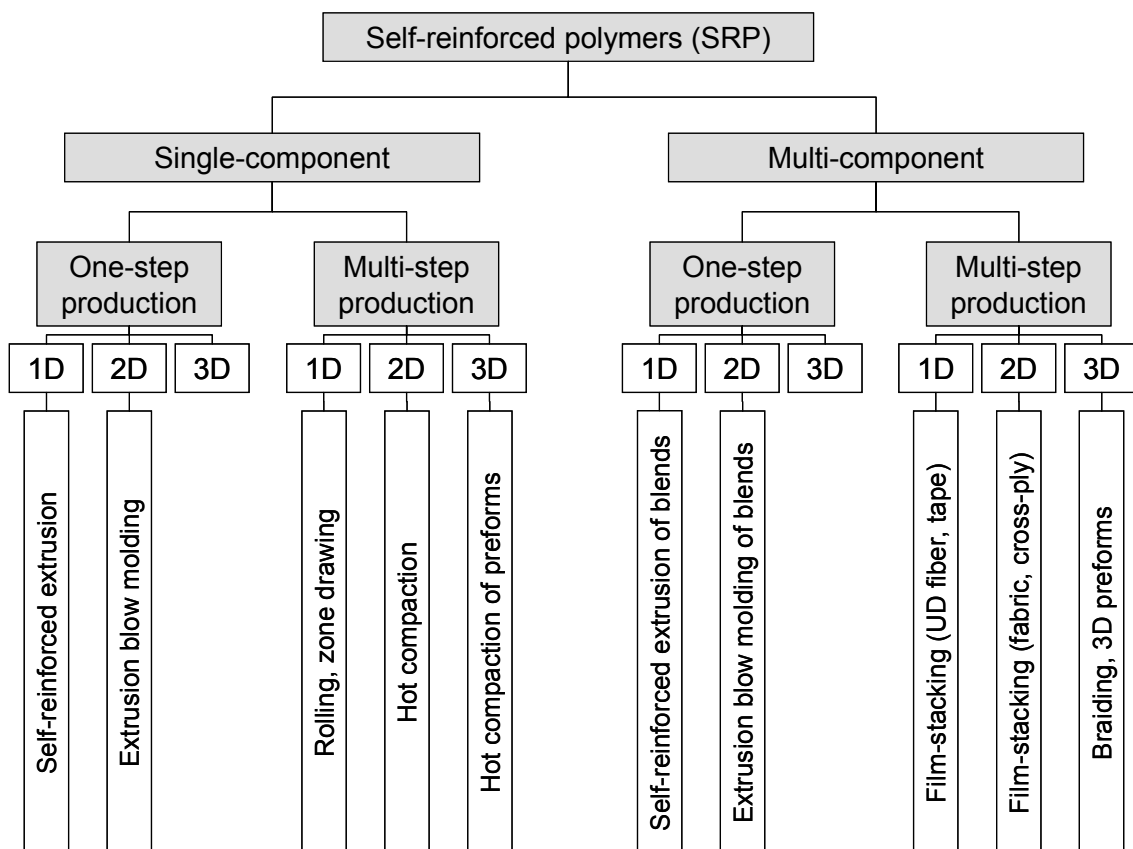 Self-reinforced polymers (SRP)
Single-component
Multi-component
One-step
production
Multi-step
production
One-step
production
Multi-step
production
1D
2D
3D
1D
2D
3D
1D
2D
3D
1D
2D
3D
Self-reinforced extrusion
Extrusion blow molding
Rolling, zone drawing
Hot compaction
Hot compaction of preforms
Self-reinforced extrusion of blends
Extrusion blow molding of blends
Film-stacking (UD fiber, tape)
Film-stacking (fabric, cross-ply)
Braiding, 3D preforms